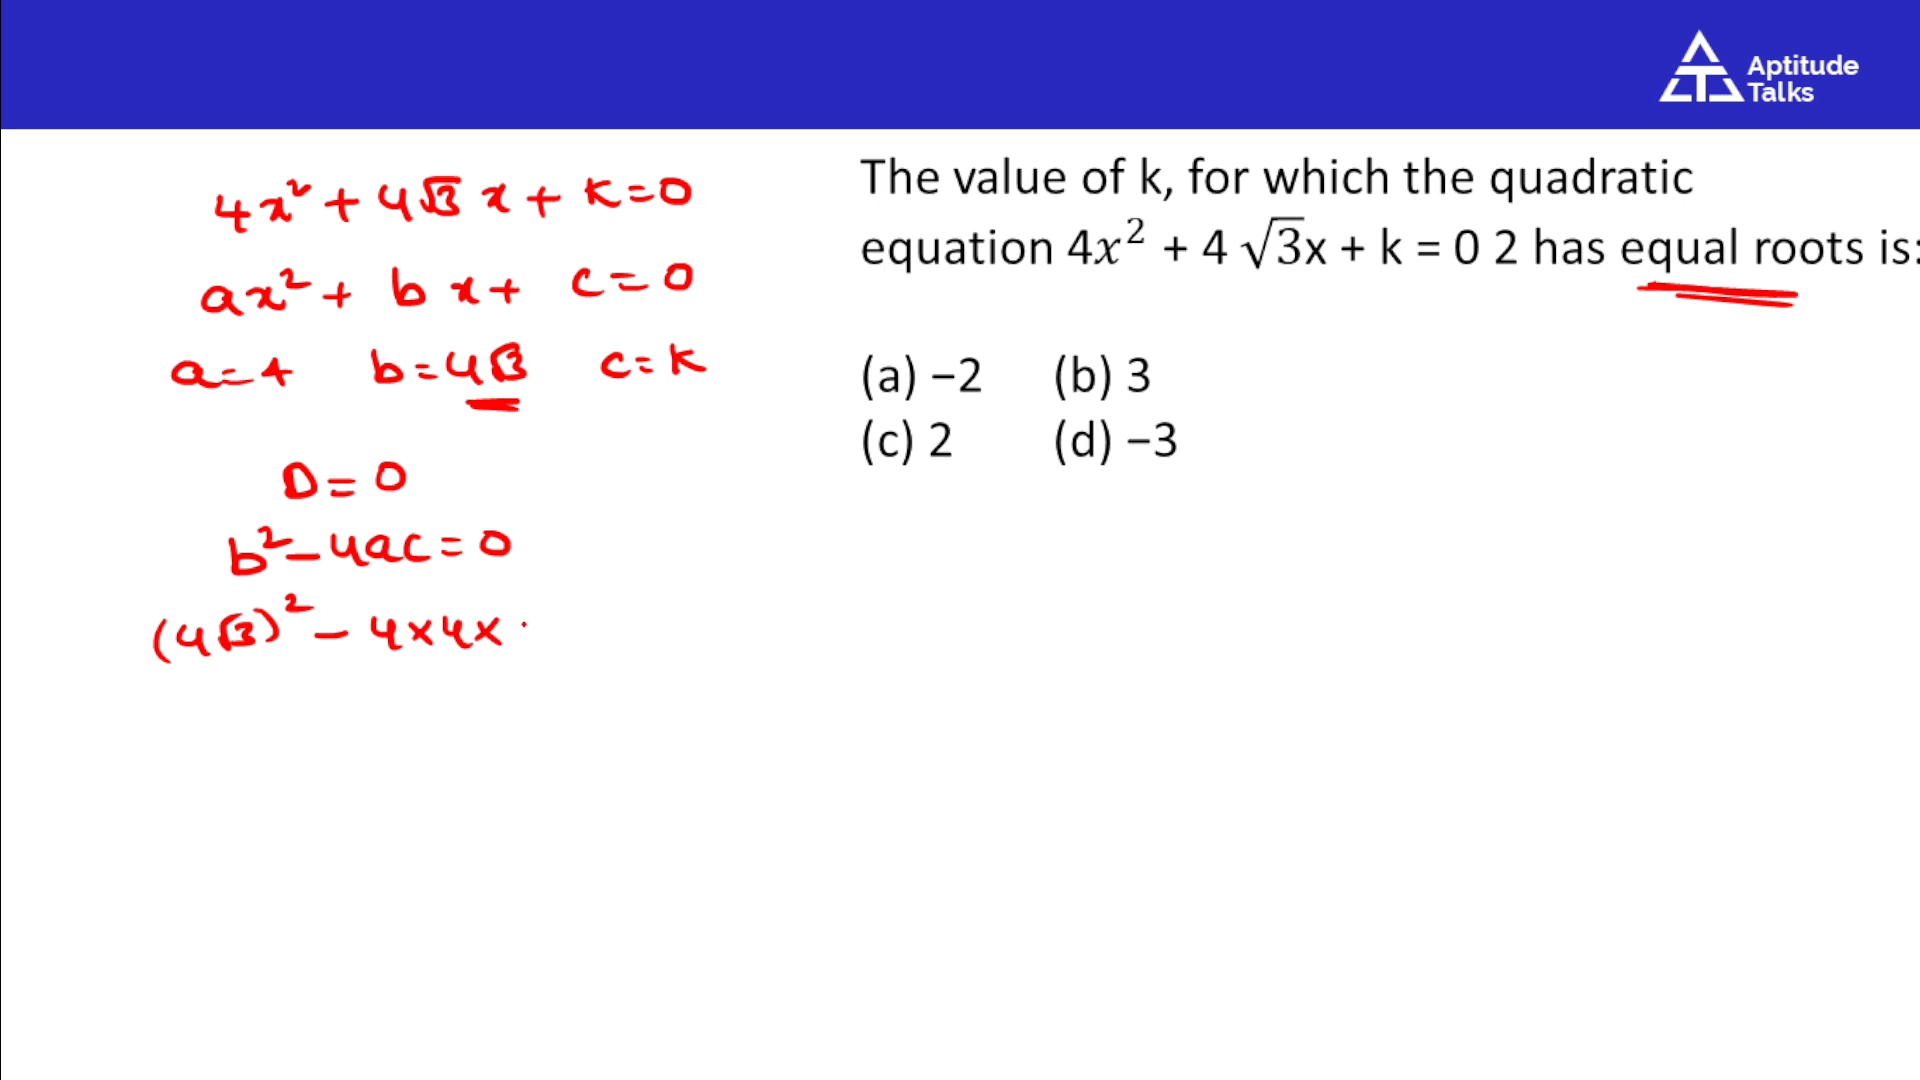 Aptitude
Talks
4x² + 4√3 x + k = 0
ax² + bx + c = 0
a = 4 b = 4√3 c = k
D = 0
b² – 4ac = 0
(4√3)² – 4×4×
The value of k, for which the quadratic
equation 4x² + 4 √3x + k = 0 2 has equal roots is:
(a) –2 (b) 3
(c) 2 (d) –3